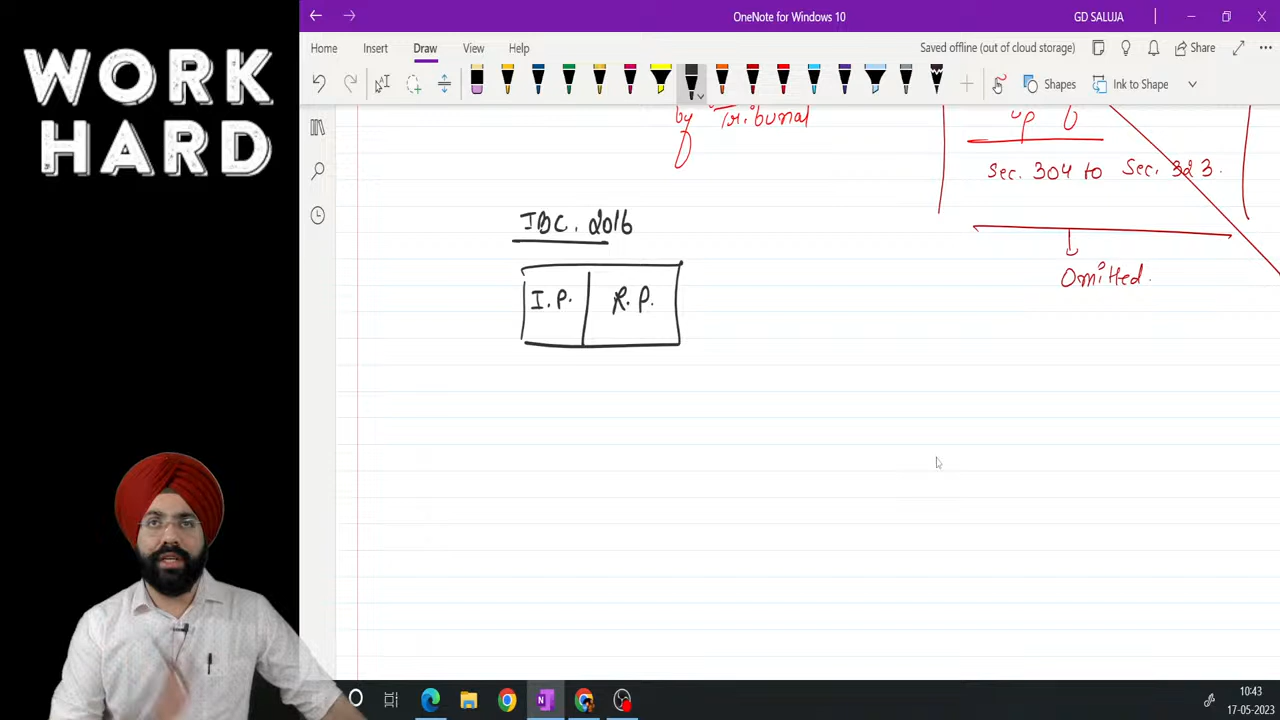 WORK
HARD
OneNote for Windows 10
GD SALUJA
Home Insert Draw View Help
Saved offline (out of cloud storage)
Share
Shapes
Ink to Shape
by Tribunal
up
Sec. 304 to Sec. 323.
Omitted.
IBC. 2016
I.P. R.P.
10:43
17-05-2023